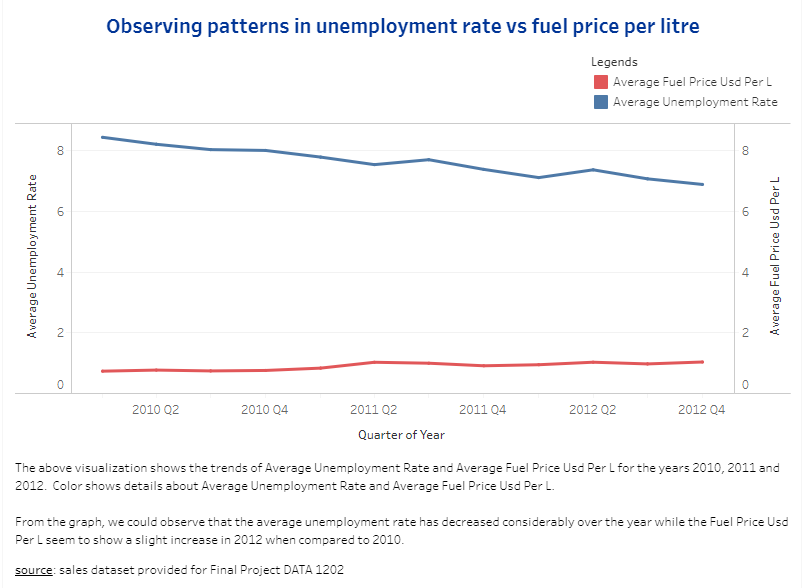 Observing patterns in unemployment rate vs fuel price per litre
Legends
Average Fuel Price Usd Per L
Average Unemployment Rate
8
6
4
2
0
Average Unemployment Rate
8
6
4
2
0
Average Fuel Price Usd Per L
2010 Q2 2010 Q4 2011 Q2 2011 Q4 2012 Q2 2012 Q4
Quarter of Year
The above visualization shows the trends of Average Unemployment Rate and Average Fuel Price Usd Per L for the years 2010, 2011 and
2012. Color shows details about Average Unemployment Rate and Average Fuel Price Usd Per L.
From the graph, we could observe that the average unemployment rate has decreased considerably over the year while the Fuel Price Usd
Per L seem to show a slight increase in 2012 when compared to 2010.
source: sales dataset provided for Final Project DATA 1202